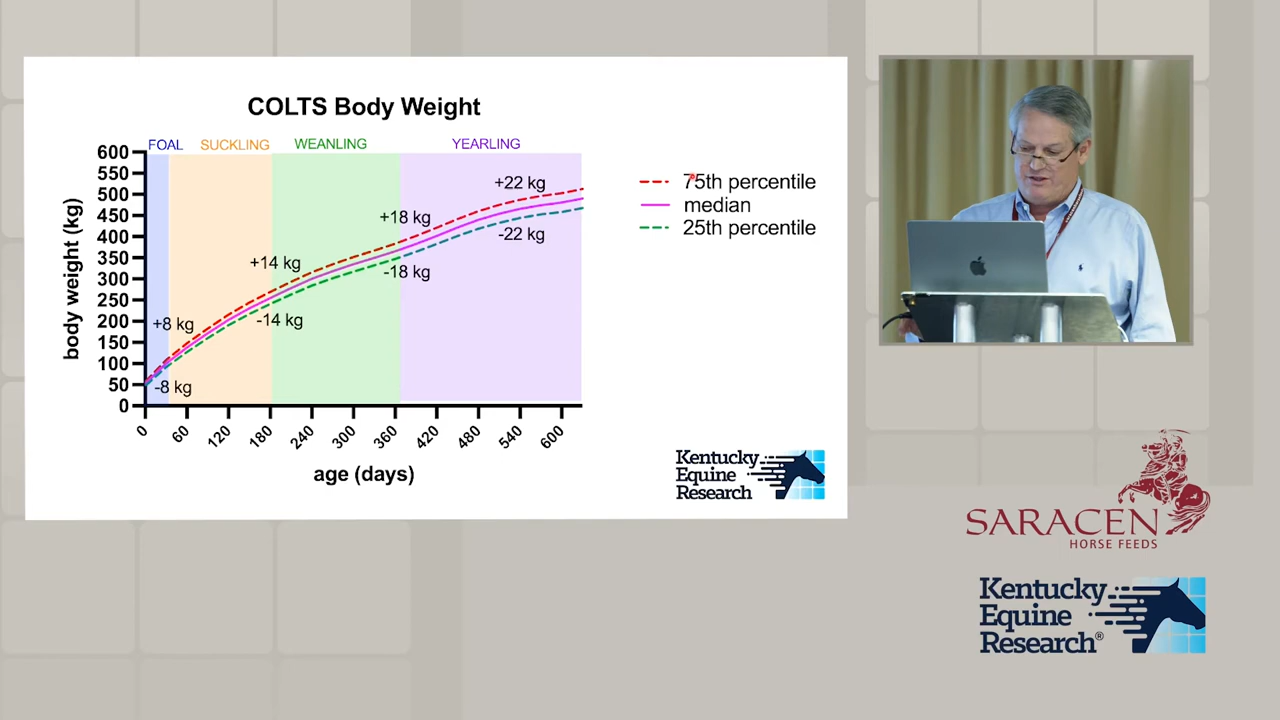 COLTS Body Weight
FOAL SUCKLING WEANLING YEARLING
600
550
500
450
400
350
300
250
200
150
100
50
0
body weight (kg)
+8 kg
-8 kg
+14 kg
-14 kg
+18 kg
-18 kg
+22 kg
-22 kg
0 60 120 180 240 300 360 420 480 540 600
age (days)
75th percentile
median
25th percentile
Kentucky
Equine
Research
SARACEN
HORSE FEEDS
Kentucky
Equine
Research®